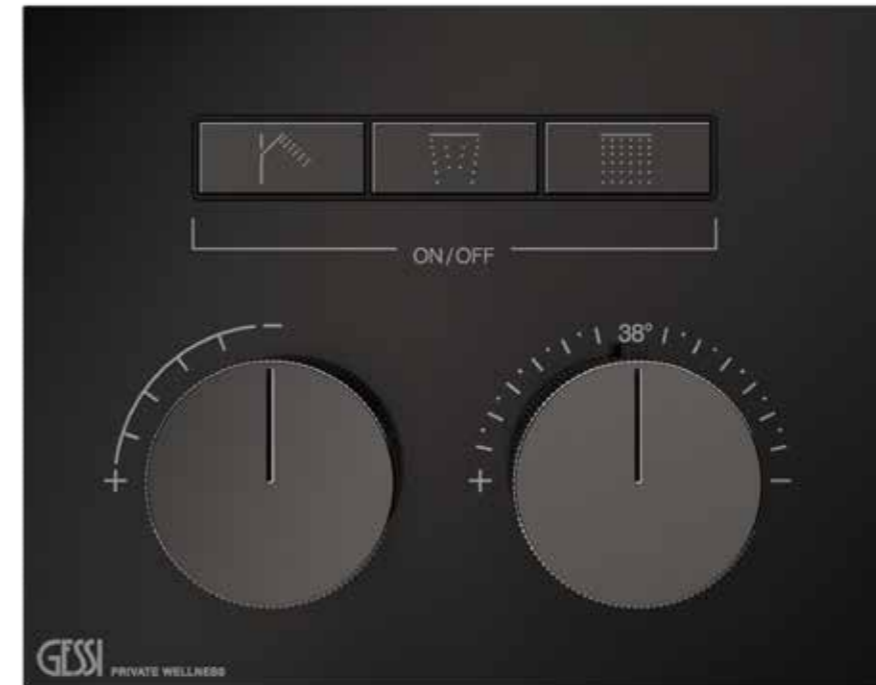 ON/OFF
− 38°
+ + −
GESSI PRIVATE WELLNESS